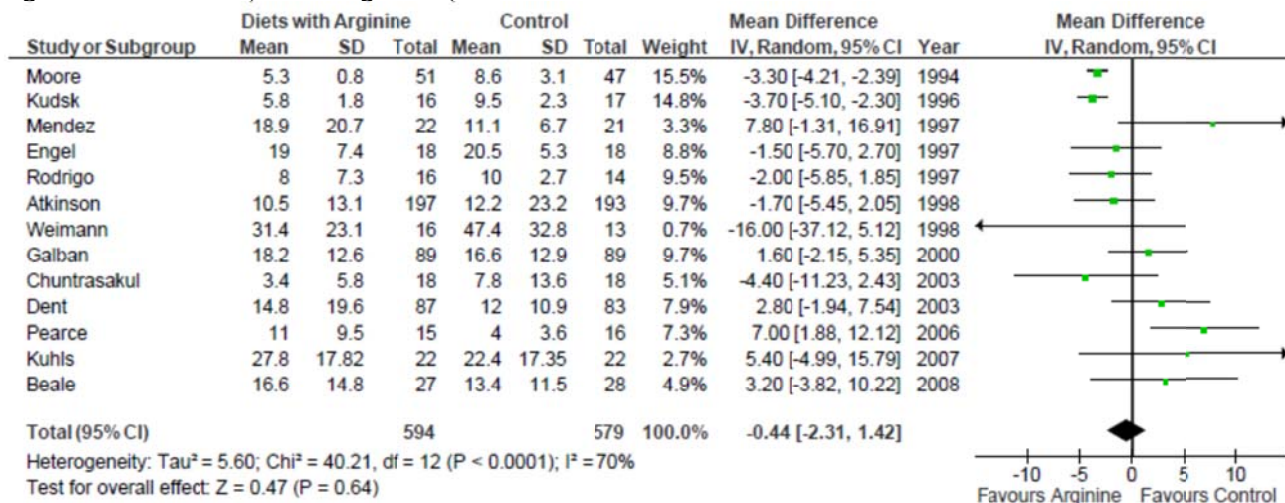 Diets with Arginine Control Mean Difference Mean Difference
Study or Subgroup Mean SD Total Mean SD Total Weight IV, Random, 95% CI Year IV, Random, 95% CI
Moore 5.3 0.8 51 8.6 3.1 47 15.5% -3.30 [-4.21, -2.39] 1994
Kudsk 5.8 1.8 16 9.5 2.3 17 14.8% -3.70 [-5.10, -2.30] 1996
Mendez 18.9 20.7 22 11.1 6.7 21 3.3% 7.80 [-1.31, 16.91] 1997
Engel 19 7.4 18 20.5 5.3 18 8.8% -1.50 [-5.70, 2.70] 1997
Rodrigo 8 7.3 16 10 2.7 14 9.5% -2.00 [-5.85, 1.85] 1997
Atkinson 10.5 13.1 197 12.2 23.2 193 9.7% -1.70 [-5.45, 2.05] 1998
Weimann 31.4 23.1 16 47.4 32.8 13 0.7% -16.00 [-37.12, 5.12] 1998
Galban 18.2 12.6 89 16.6 12.9 89 9.7% 1.60 [-2.15, 5.35] 2000
Chuntrasakul 3.4 5.8 18 7.8 13.6 18 5.1% -4.40 [-11.23, 2.43] 2003
Dent 14.8 19.6 87 12 10.9 83 7.9% 2.80 [-1.94, 7.54] 2003
Pearce 11 9.5 15 4 3.6 16 7.3% 7.00 [1.88, 12.12] 2006
Kuhls 27.8 17.82 22 22.4 17.35 22 2.7% 5.40 [-4.99, 15.79] 2007
Beale 16.6 14.8 27 13.4 11.5 28 4.9% 3.20 [-3.82, 10.22] 2008
Total (95% CI) 594 579 100.0% -0.44 [-2.31, 1.42]
Heterogeneity: Tau² = 5.60; Chi² = 40.21, df = 12 (P < 0.0001); I² = 70%
Test for overall effect: Z = 0.47 (P = 0.64)
-10 -5 0 5 10
Favours Arginine Favours Control